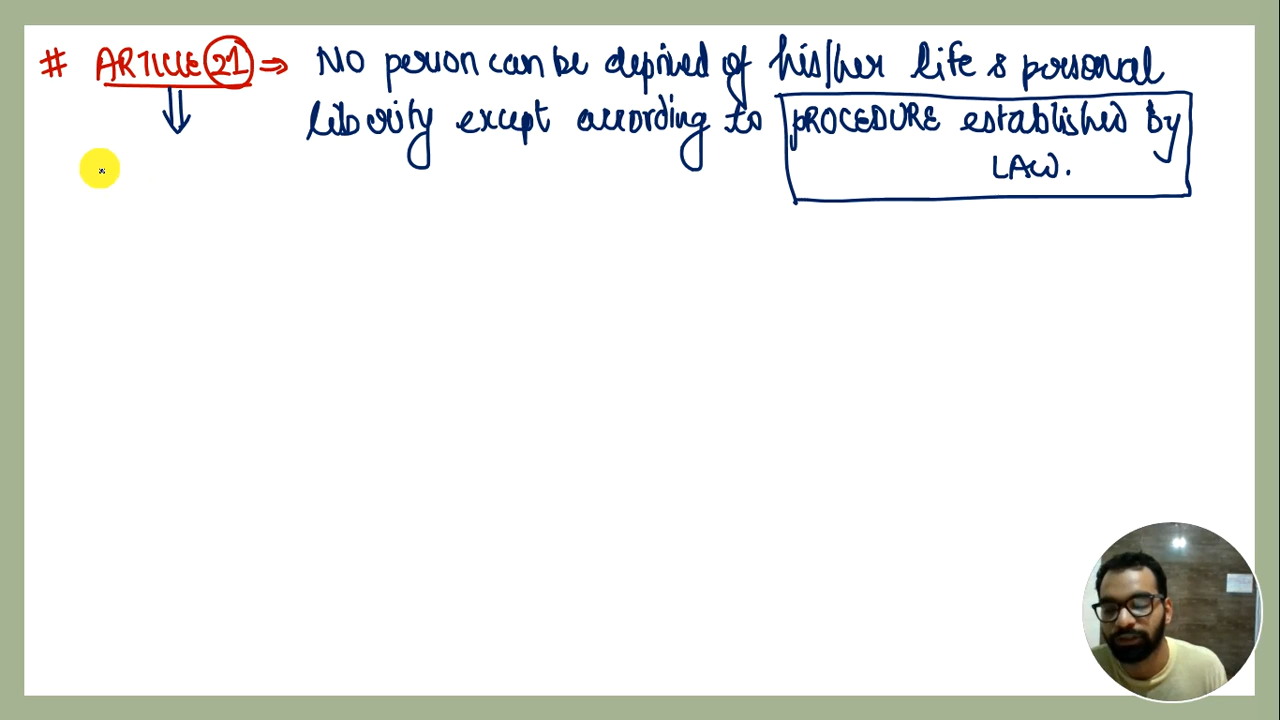 # ARTICLE 21 ⇒ No person can be deprived of his/her life & personal
liberity except according to PROCEDURE established by
LAW.